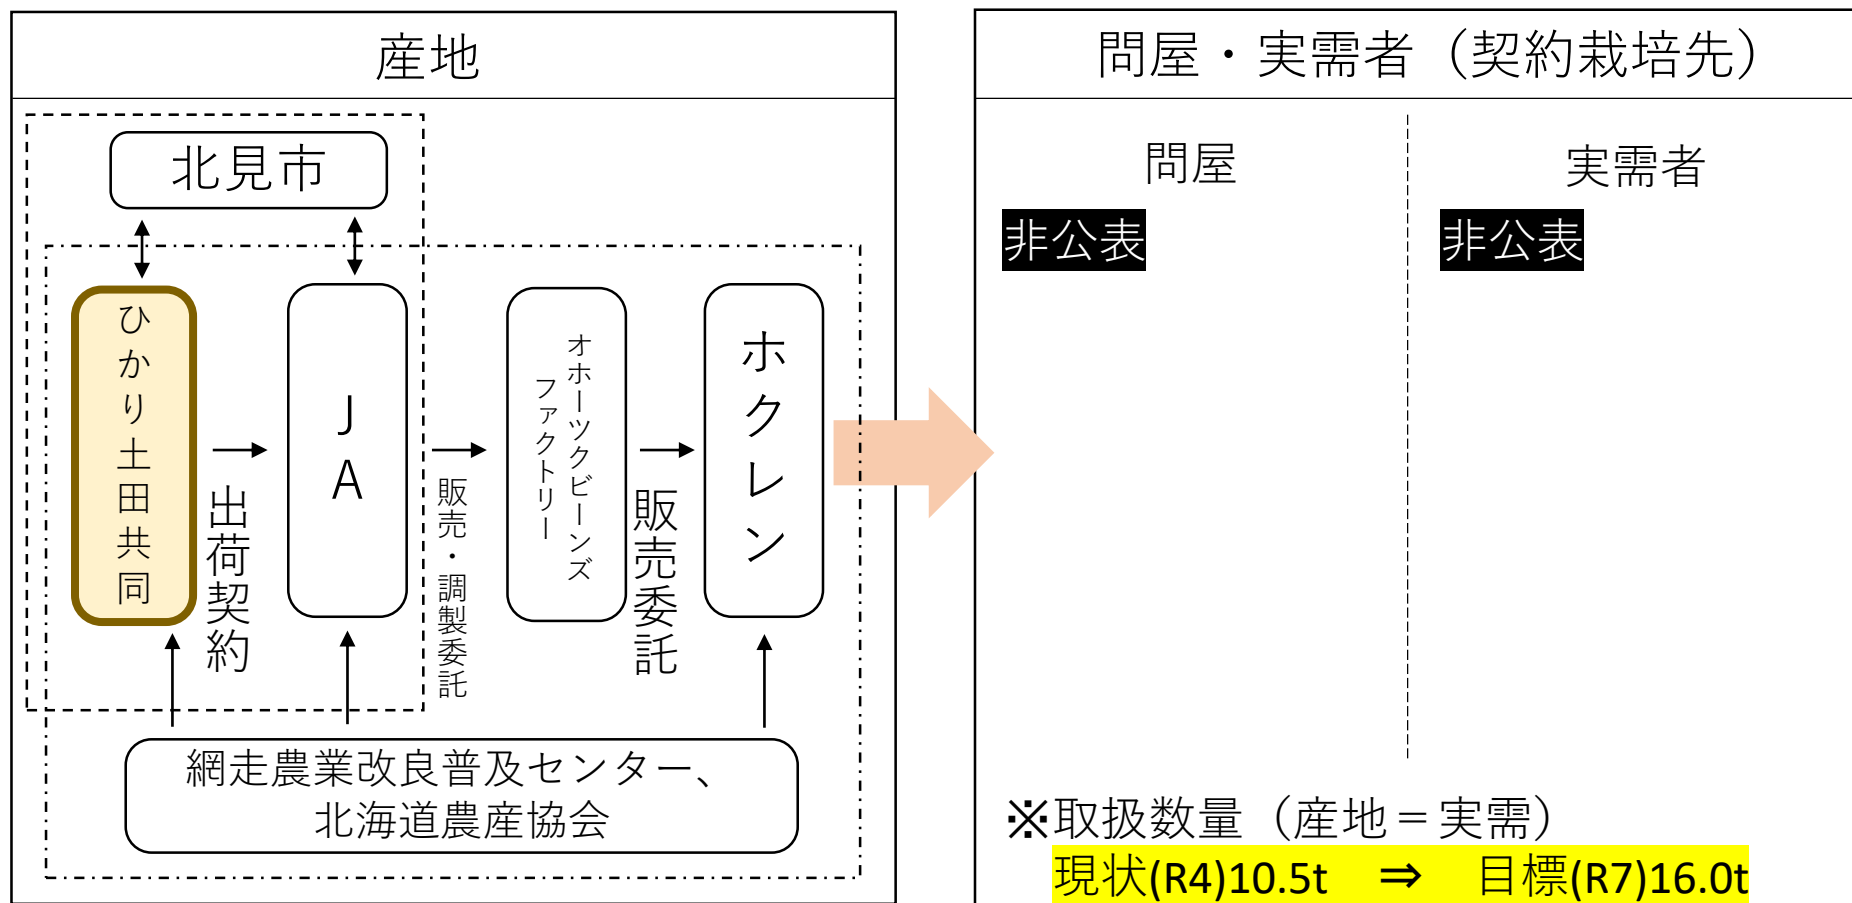 産地
北見市
ひかり土田共同
出荷契約
JA
販売・調製委託
オホーツクビーンズ
ファクトリー
販売委託
ホクレン
網走農業改良普及センター、
北海道農産協会
問屋・実需者（契約栽培先）
問屋
非公表
実需者
非公表
※取扱数量（産地＝実需）
現状(R4)10.5t ⇒ 目標(R7)16.0t